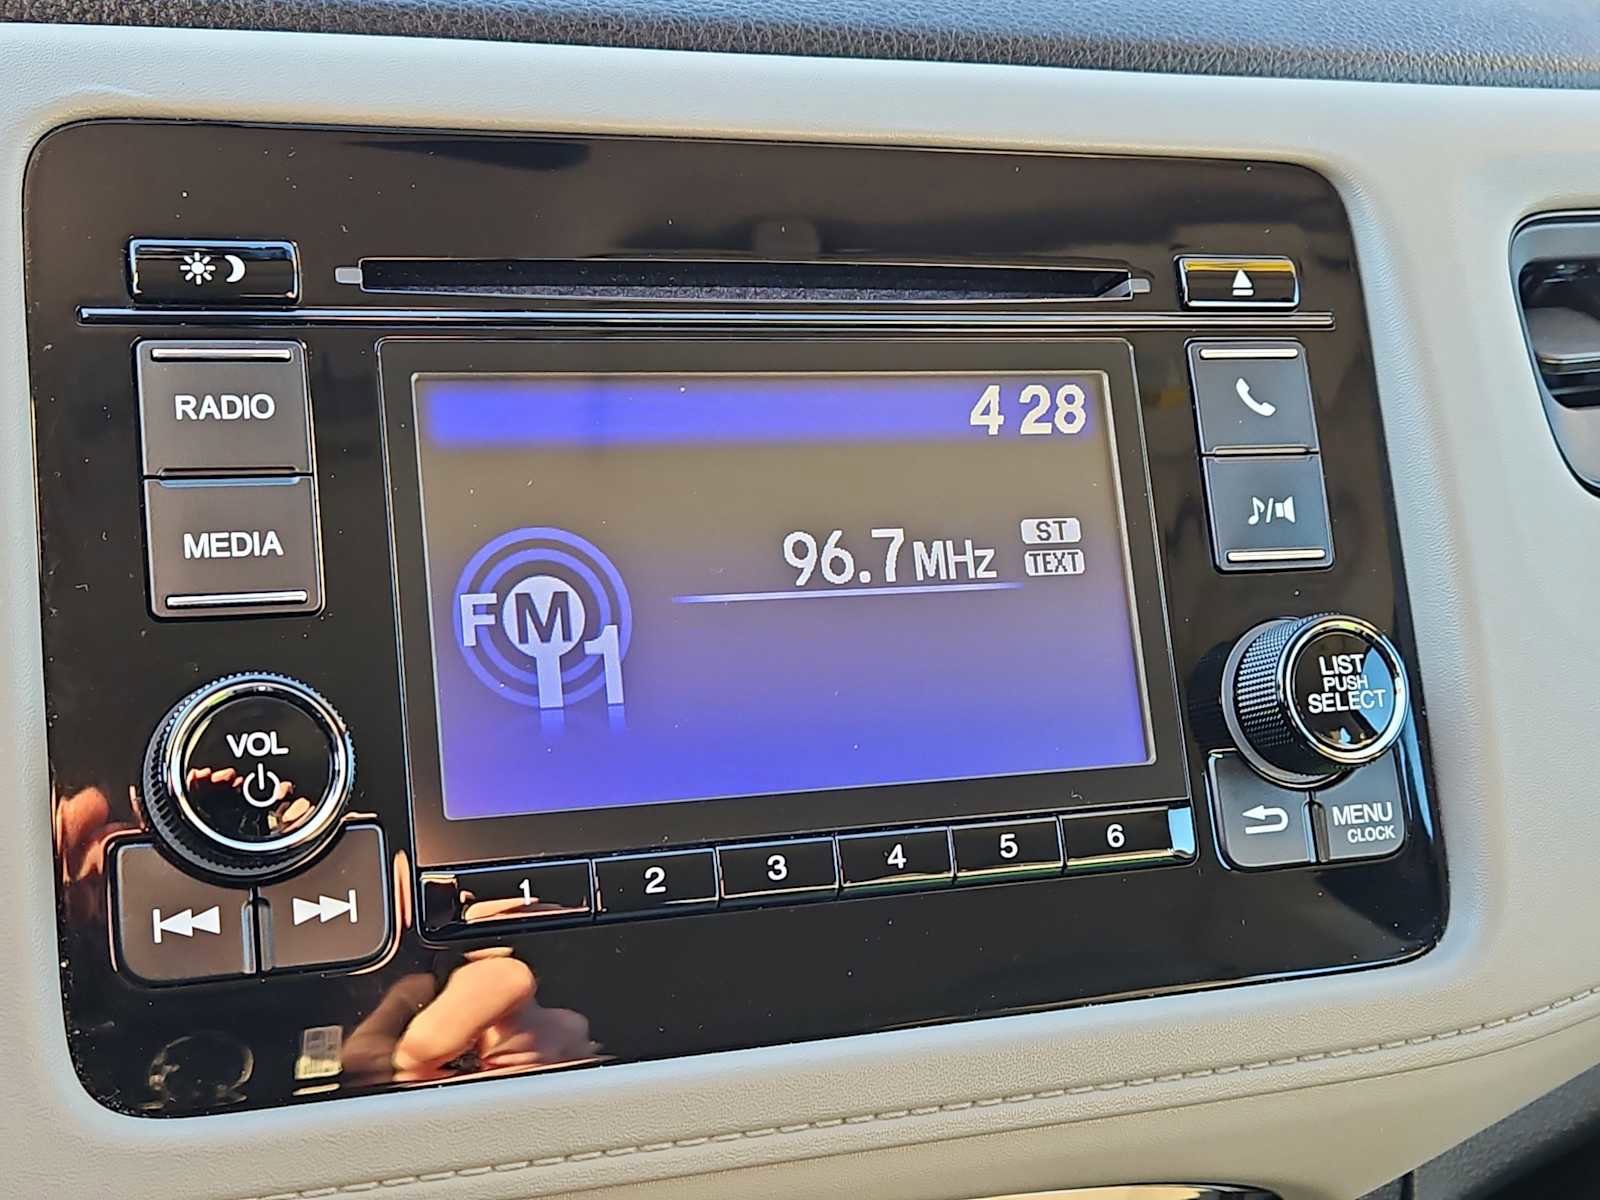 RADIO
MEDIA
VOL
4 28
96.7MHz
ST
TEXT
FM
1
LIST
PUSH
SELECT
MENU
CLOCK
1 2 3 4 5 6